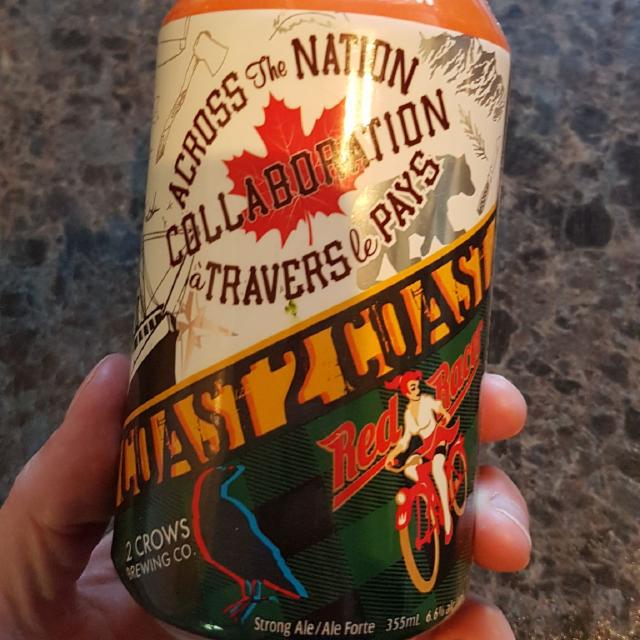 ACROSS The NATION
COLLABORATION
à TRAVERS le PAYS
COAST 2 COAST
Red Racer
2 CROWS
BREWING CO.
Strong Ale/Ale Forte 355mL 6.6%